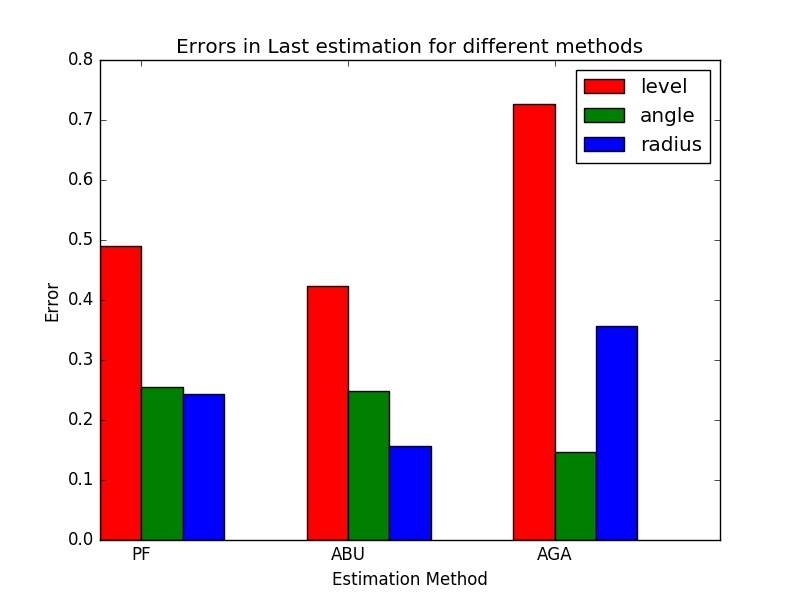 Errors in Last estimation for different methods
level
angle
radius
0.8
0.7
0.6
0.5
0.4
0.3
0.2
0.1
0.0
Error
PF ABU AGA
Estimation Method